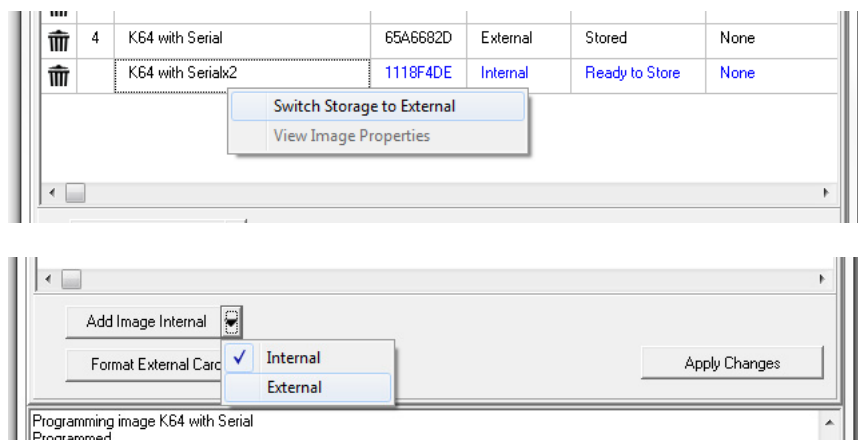 4 K64 with Serial 65A6682D External Stored None
K64 with Serialx2 1118F4DE Internal Ready to Store None
Switch Storage to External
View Image Properties
Add Image Internal
Internal
Format External Card
Apply Changes
External
Programming image K64 with Serial
Programmed